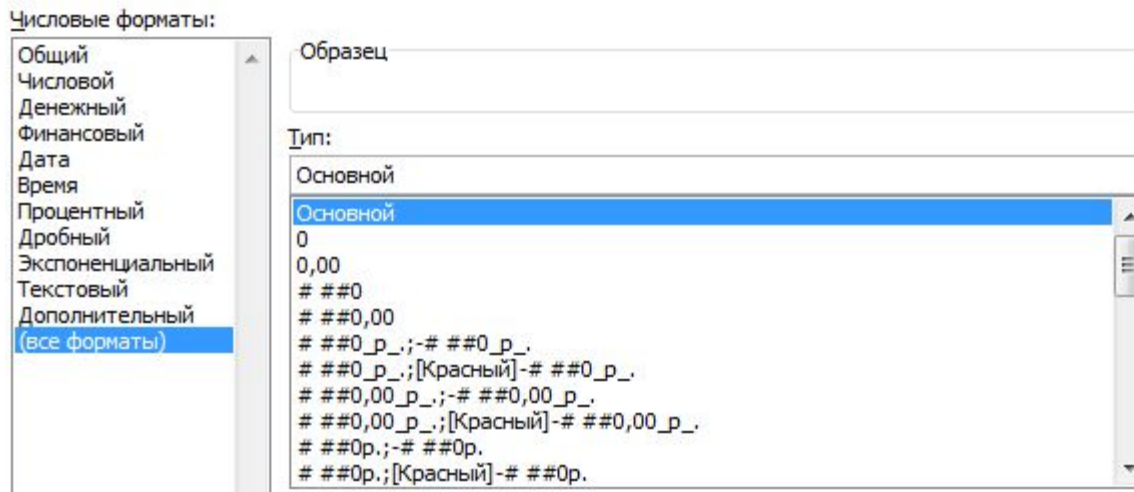 Числовые форматы:
Общий
Числовой
Денежный
Финансовый
Дата
Время
Процентный
Дробный
Экспоненциальный
Текстовый
Дополнительный
(все форматы)
Образец
Тип:
Основной
Основной
0
0,00
# ##0
# ##0,00
# ##0_р_.;-# ##0_р_.
# ##0_р_.;[Красный]-# ##0_р_.
# ##0,00_р_.;-# ##0,00_р_.
# ##0,00_р_.;[Красный]-# ##0,00_р_.
# ##0р.;-# ##0р.
# ##0р.;[Красный]-# ##0р.